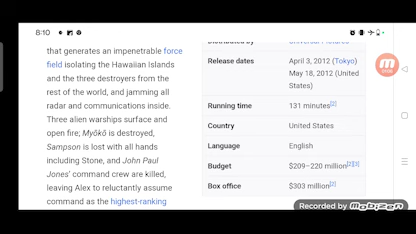 8:10
that generates an impenetrable force
field isolating the Hawaiian Islands
and the three destroyers from the
rest of the world, and jamming all
radar and communications inside.
Three alien warships surface and
open fire; Myōkō is destroyed,
Sampson is lost with all hands
including Stone, and John Paul
Jones' command crew are killed,
leaving Alex to reluctantly assume
command as the highest-ranking
Distributed by Universal Pictures
Release dates April 3, 2012 (Tokyo)
May 18, 2012 (United
States)
Running time 131 minutes[2]
Country United States
Language English
Budget $209–220 million[2][3]
Box office $303 million[2]
Recorded by Mobizen